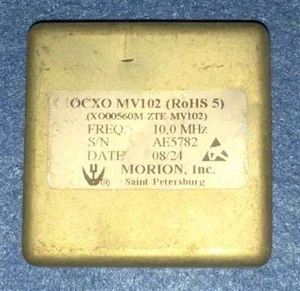 OCXO MV102 (RoHS 5)
(XO00560M ZTE-MV102)
FREQ 10,0 MHz
S/N AE5782
DATE 08/24
MORION, Inc.
Saint-Petersburg